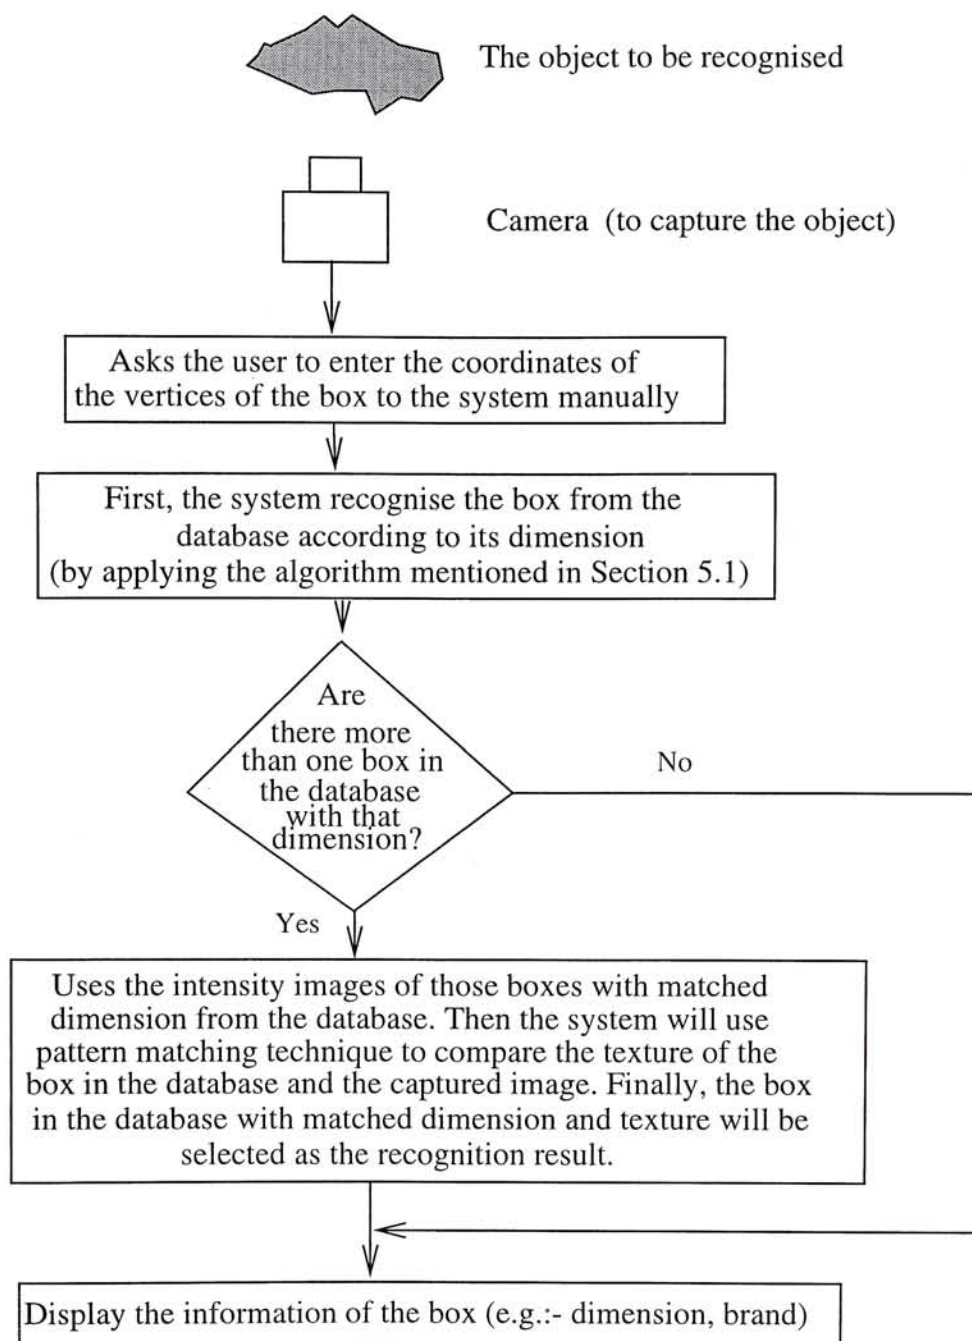 The object to be recognised
Camera (to capture the object)
Asks the user to enter the coordinates of
the vertices of the box to the system manually
First, the system recognise the box from the
database according to its dimension
(by applying the algorithm mentioned in Section 5.1)
Are
there more
than one box in
the database
with that
dimension?
No
Yes
Uses the intensity images of those boxes with matched
dimension from the database. Then the system will use
pattern matching technique to compare the texture of the
box in the database and the captured image. Finally, the box
in the database with matched dimension and texture will be
selected as the recognition result.
Display the information of the box (e.g.:- dimension, brand)